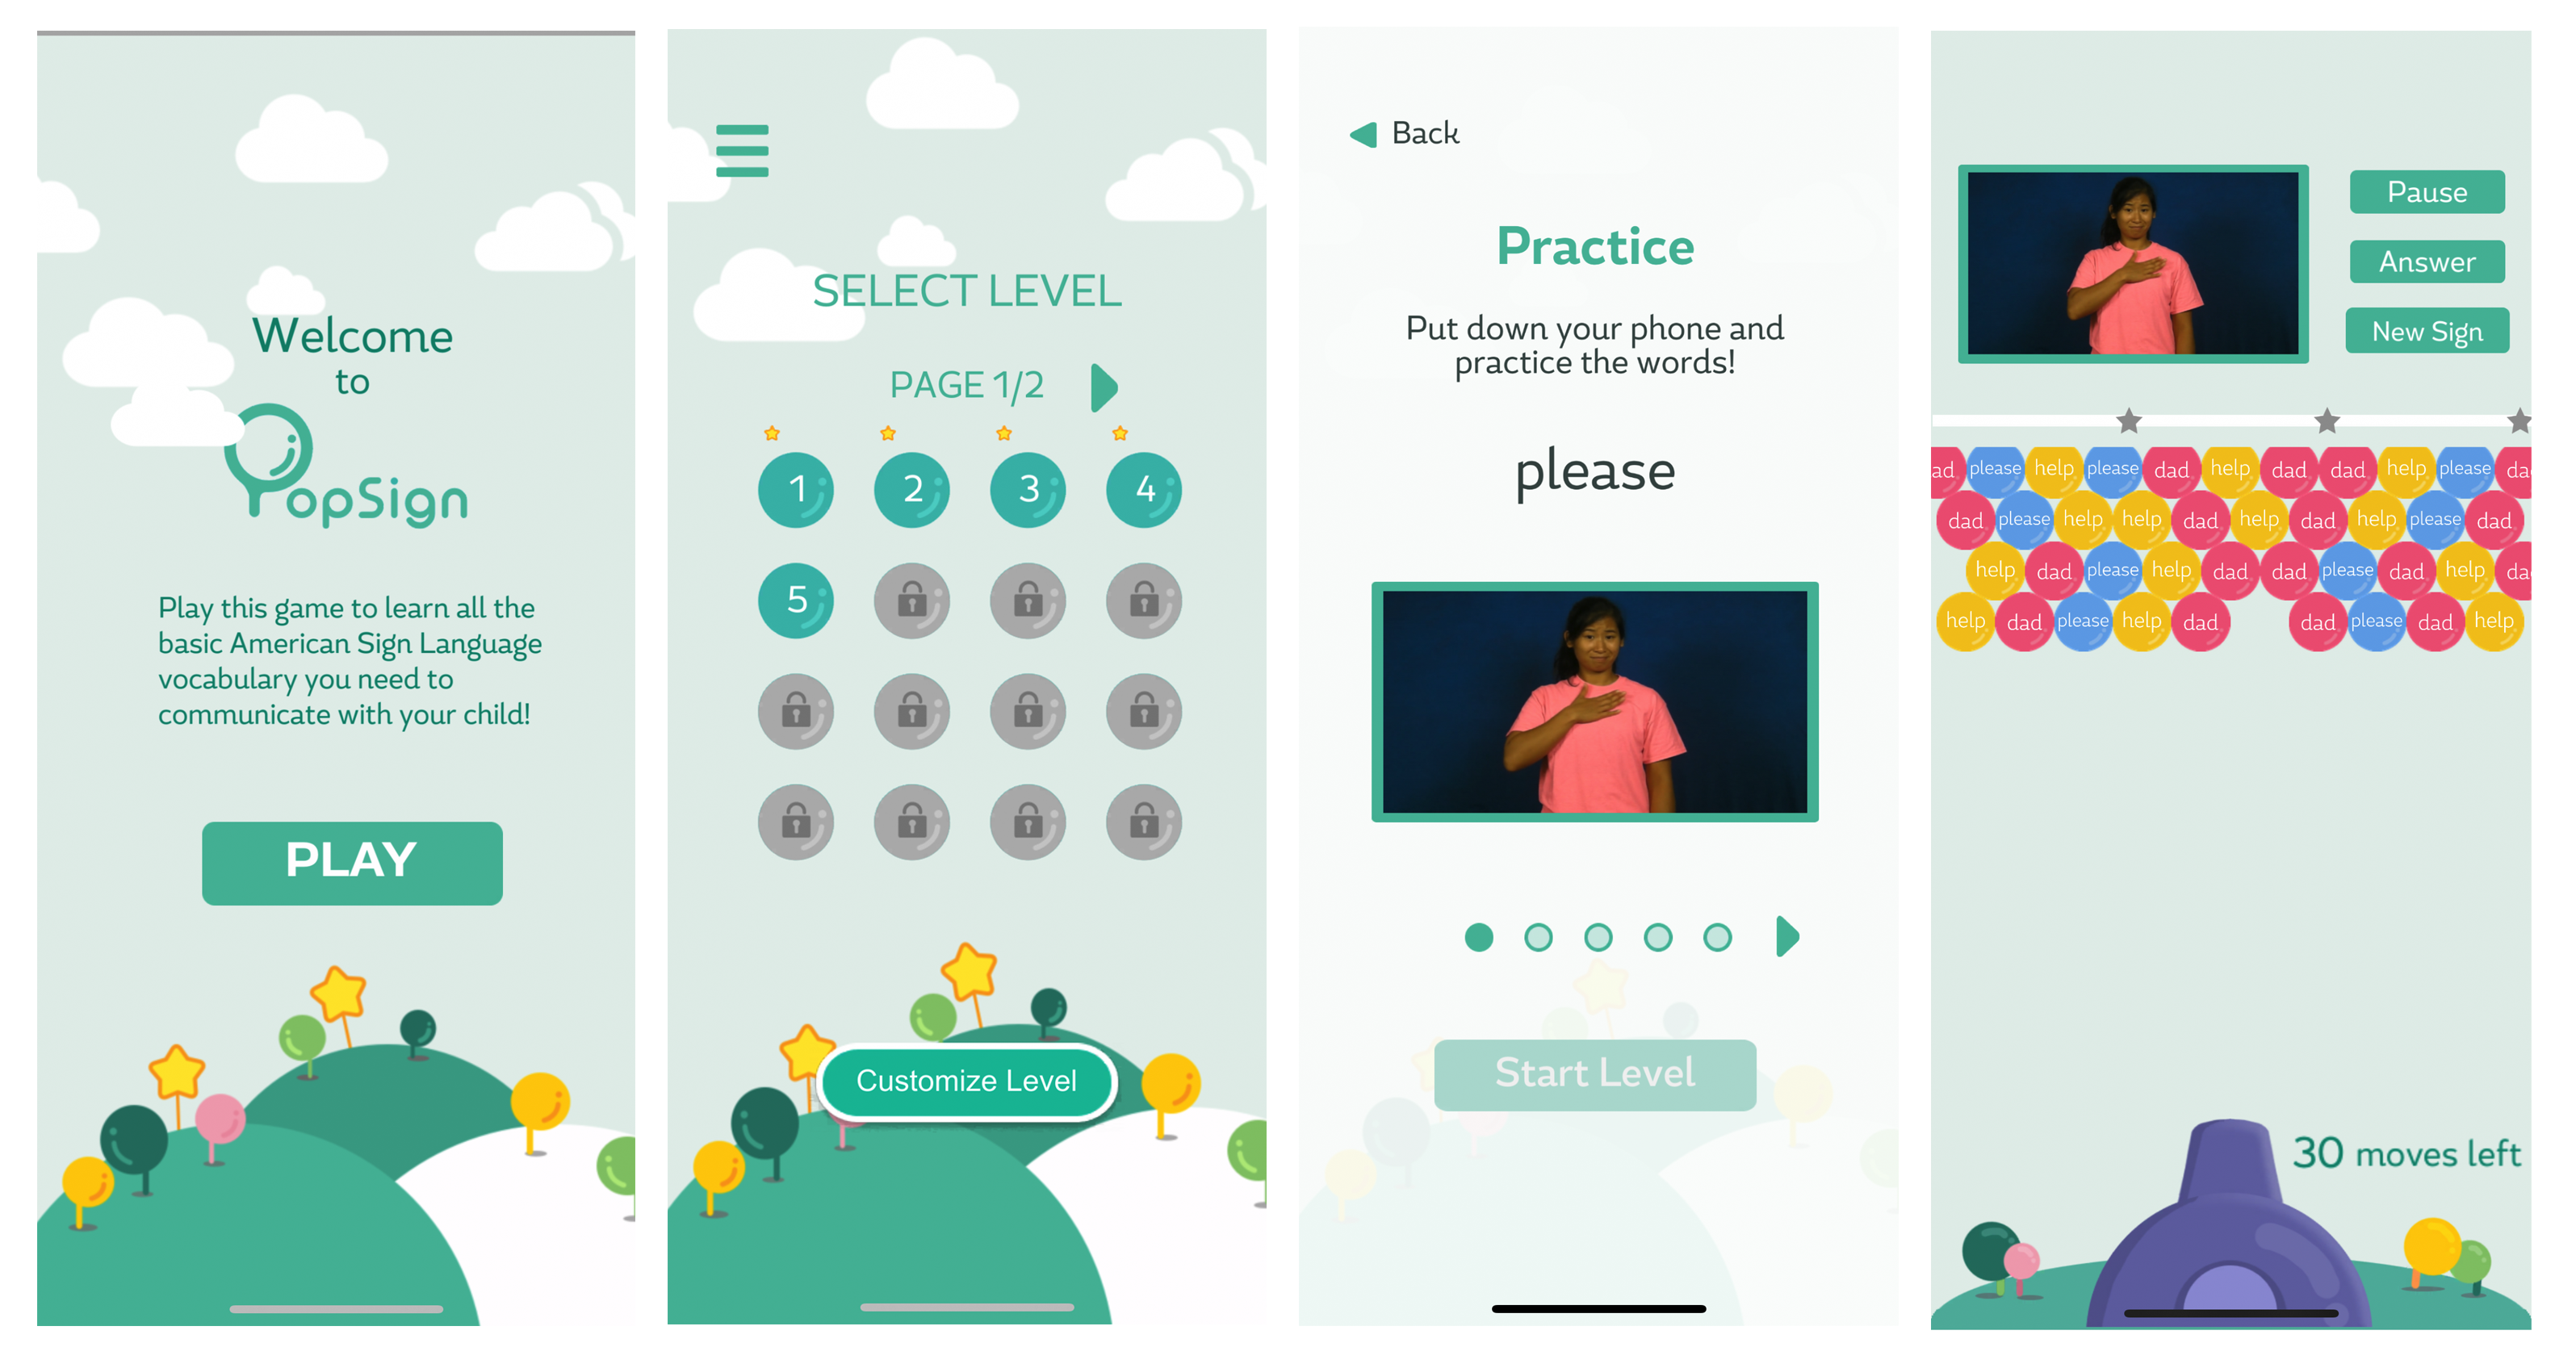 Welcome
to
PopSign
Play this game to learn all the
basic American Sign Language
vocabulary you need to
communicate with your child!
PLAY
SELECT LEVEL
PAGE 1/2
1 2 3 4
5
Customize Level
Back
Practice
Put down your phone and
practice the words!
please
Start Level
Pause
Answer
New Sign
ad please help please dad help dad dad help please da
dad please help help dad help dad help please dad
help dad please help dad dad please dad help da
help dad please help dad dad please dad help
30 moves left